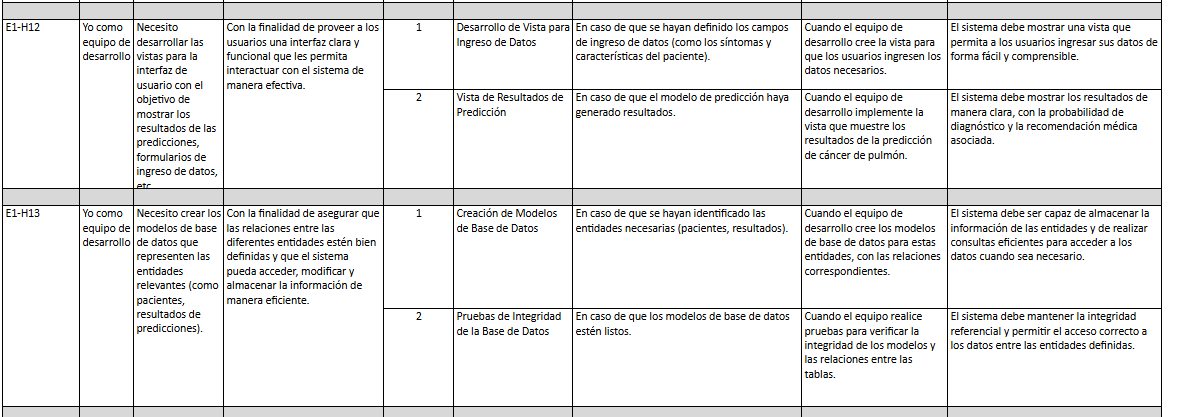 E1-H12
Yo como
equipo de
desarrollo
Necesito
desarrollar las
vistas para la
interfaz de
usuario con el
objetivo de
mostrar los
resultados de las
predicciones,
formularios de
ingreso de datos,
etc
Con la finalidad de proveer a los
usuarios una interfaz clara y
funcional que les permita
interactuar con el sistema de
manera efectiva.
1
Desarrollo de Vista para
Ingreso de Datos
En caso de que se hayan definido los campos
de ingreso de datos (como los síntomas y
características del paciente).
Cuando el equipo de
desarrollo cree la vista para
que los usuarios ingresen los
datos necesarios.
El sistema debe mostrar una vista que
permita a los usuarios ingresar sus datos de
forma fácil y comprensible.
2
Vista de Resultados de
Predicción
En caso de que el modelo de predicción haya
generado resultados.
Cuando el equipo de
desarrollo implemente la
vista que muestre los
resultados de la predicción
de cáncer de pulmón.
El sistema debe mostrar los resultados de
manera clara, con la probabilidad de
diagnóstico y la recomendación médica
asociada.
E1-H13
Yo como
equipo de
desarrollo
Necesito crear los
modelos de base
de datos que
representen las
entidades
relevantes (como
pacientes,
resultados de
predicciones).
Con la finalidad de asegurar que
las relaciones entre las
diferentes entidades estén bien
definidas y que el sistema
pueda acceder, modificar y
almacenar la información de
manera eficiente.
1
Creación de Modelos
de Base de Datos
En caso de que se hayan identificado las
entidades necesarias (pacientes, resultados).
Cuando el equipo de
desarrollo cree los modelos
de base de datos para estas
entidades, con las relaciones
correspondientes.
El sistema debe ser capaz de almacenar la
información de las entidades y de realizar
consultas eficientes para acceder a los
datos cuando sea necesario.
2
Pruebas de Integridad
de la Base de Datos
En caso de que los modelos de base de datos
estén listos.
Cuando el equipo realice
pruebas para verificar la
integridad de los modelos y
las relaciones entre las
tablas.
El sistema debe mantener la integridad
referencial y permitir el acceso correcto a
los datos entre las entidades definidas.